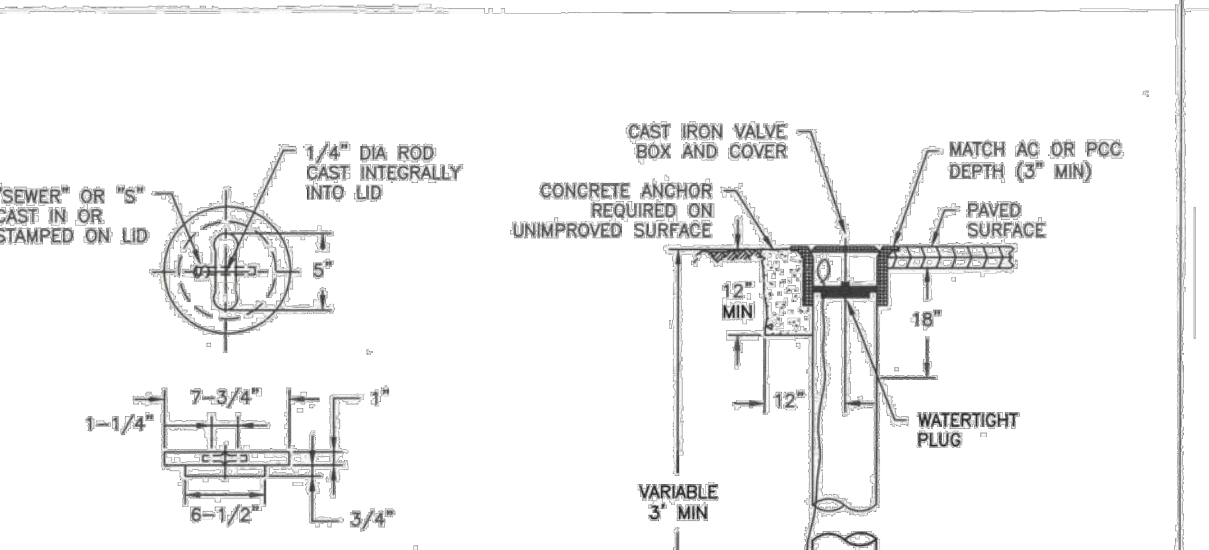 1/4" DIA ROD
CAST INTEGRALLY
INTO LID
"SEWER" OR "S"
CAST IN OR
STAMPED ON LID
5"
7-3/4"
1"
1-1/4"
6-1/2"
3/4"
CAST IRON VALVE
BOX AND COVER
MATCH AC OR PCC
DEPTH (3" MIN)
CONCRETE ANCHOR
REQUIRED ON
UNIMPROVED SURFACE
PAVED
SURFACE
12"
MIN
18"
12"
WATERTIGHT
PLUG
VARIABLE
3' MIN